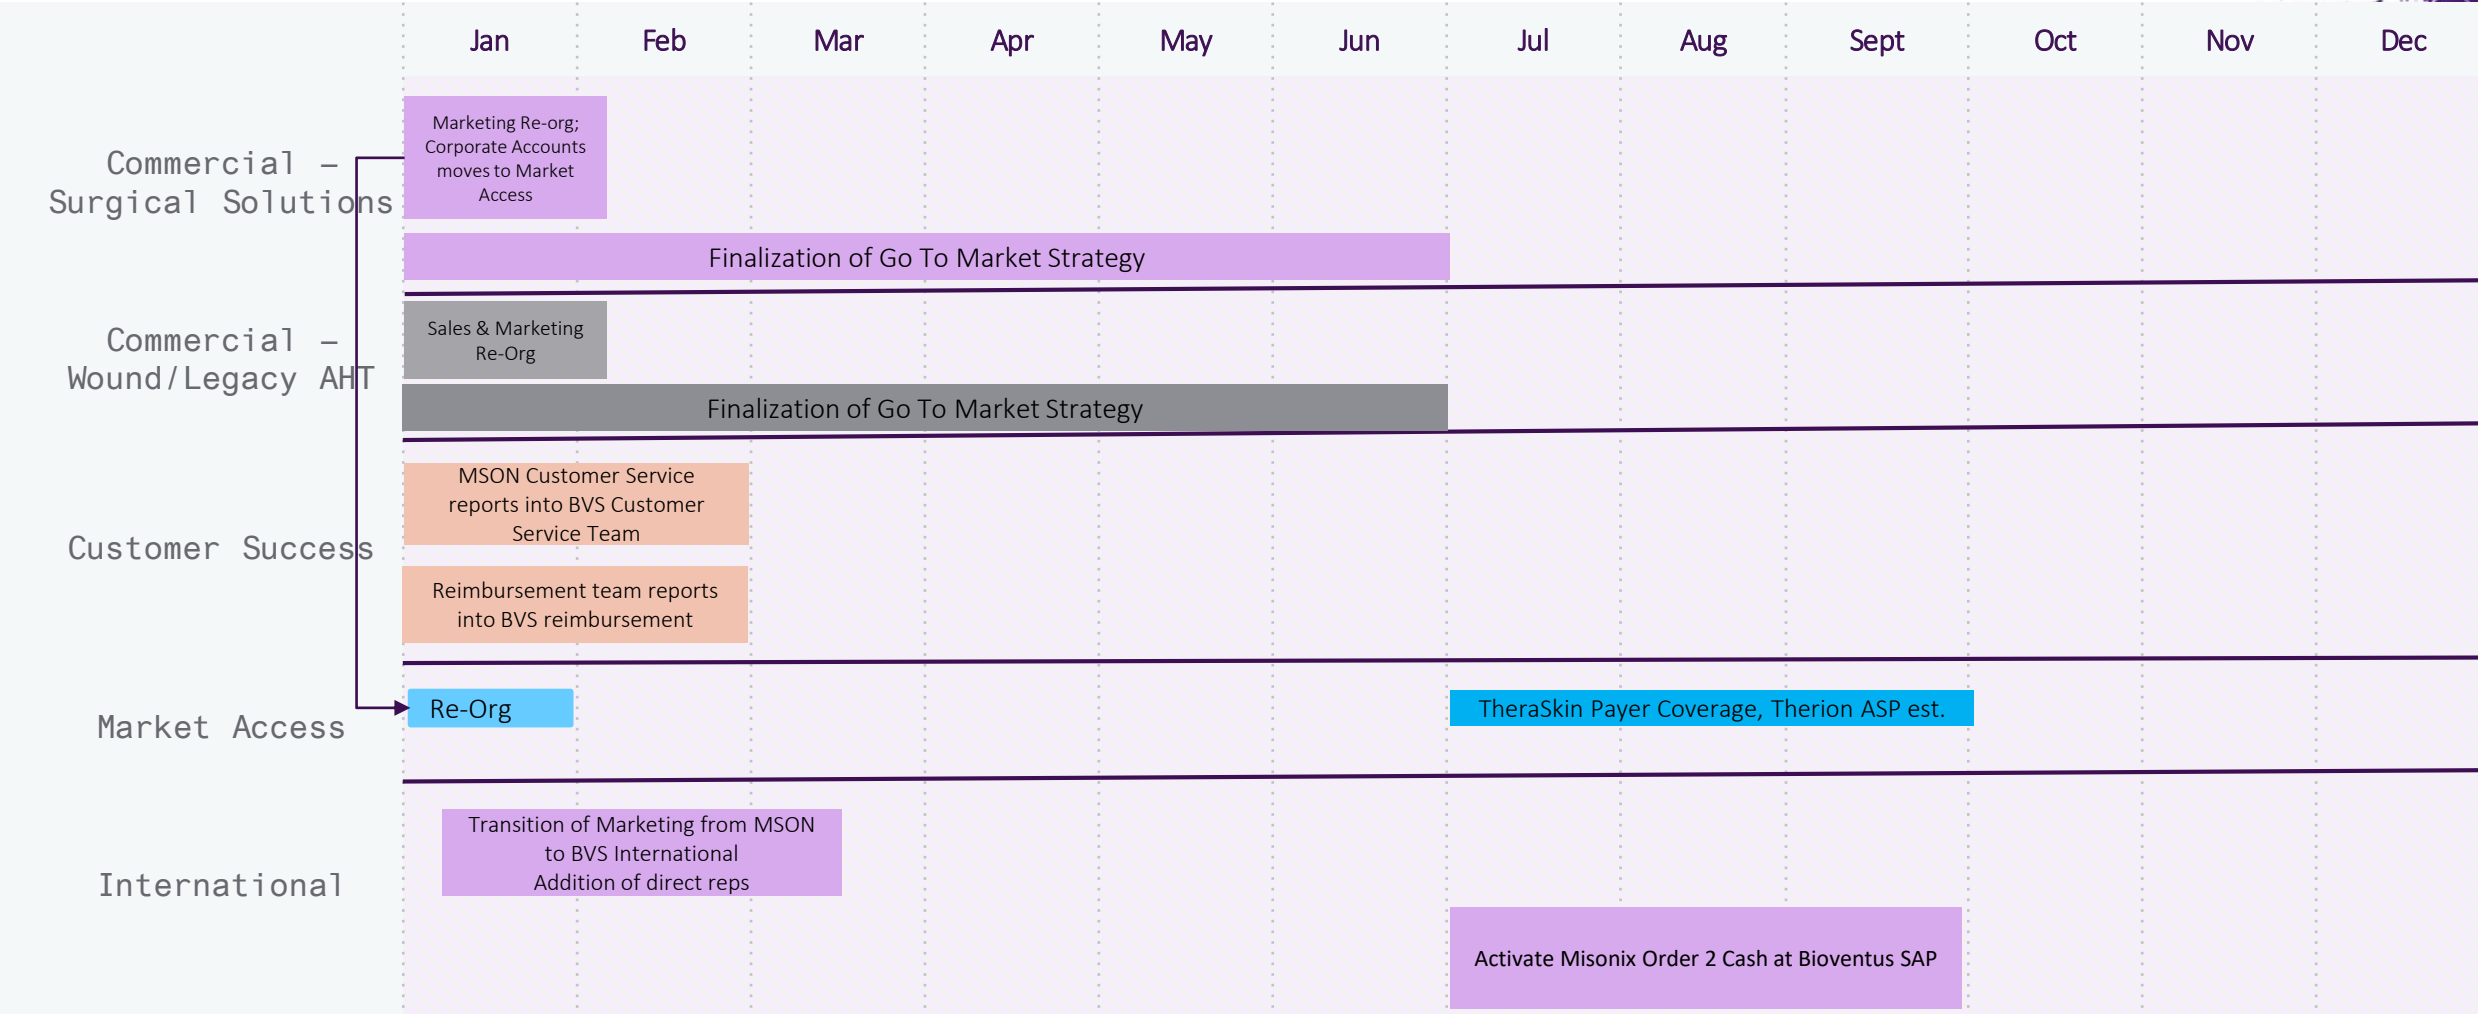 Jan Feb Mar Apr May Jun Jul Aug Sept Oct Nov Dec
Commercial –
Surgical Solutions
Marketing Re-org;
Corporate Accounts
moves to Market
Access
Finalization of Go To Market Strategy
Commercial –
Wound/Legacy AHT
Sales & Marketing
Re-Org
Finalization of Go To Market Strategy
Customer Success
MSON Customer Service
reports into BVS Customer
Service Team
Reimbursement team reports
into BVS reimbursement
Market Access
Re-Org
TheraSkin Payer Coverage, Therion ASP est.
International
Transition of Marketing from MSON
to BVS International
Addition of direct reps
Activate Misonix Order 2 Cash at Bioventus SAP